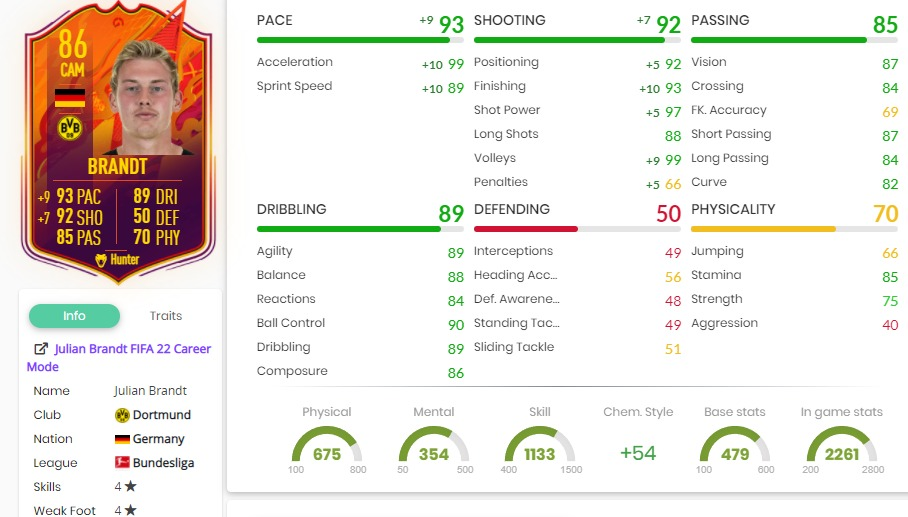 86
CAM
BVB
09
BRANDT
+9 93 PAC 89 DRI
+7 92 SHO 50 DEF
85 PAS 70 PHY
Hunter
Info Traits
Julian Brandt FIFA 22 Career
Mode
Name Julian Brandt
Club Dortmund
Nation Germany
League Bundesliga
Skills 4★
Weak Foot 4★
PACE +9 93
Acceleration +10 99
Sprint Speed +10 89
SHOOTING +7 92
Positioning +5 92
Finishing +10 93
Shot Power +5 97
Long Shots 88
Volleys +9 99
Penalties +5 66
PASSING 85
Vision 87
Crossing 84
FK. Accuracy 69
Short Passing 87
Long Passing 84
Curve 82
DRIBBLING 89
Agility 89
Balance 88
Reactions 84
Ball Control 90
Dribbling 89
Composure 86
DEFENDING 50
Interceptions 49
Heading Acc... 56
Def. Awarene... 48
Standing Tac... 49
Sliding Tackle 51
PHYSICALITY 70
Jumping 66
Stamina 85
Strength 75
Aggression 40
Physical
675
100 800
Mental
354
50 500
Skill
1133
400 1500
Chem. Style
+54
Base stats
479
100 600
In game stats
2261
200 2800